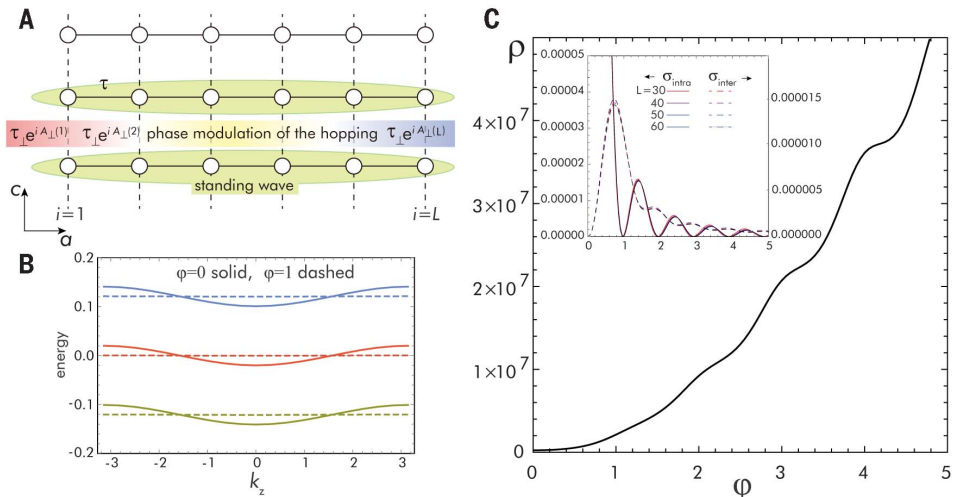 A
τ
τ⊥e^{i A⊥(1)} τ⊥e^{i A⊥(2)} phase modulation of the hopping τ⊥e^{i A⊥(L)}
standing wave
c
a
i=1
i=L
B
φ=0 solid, φ=1 dashed
energy
0.2
0.1
0.0
-0.1
-0.2
-3 -2 -1 0 1 2 3
k_z
C
ρ
4×10^7
3×10^7
2×10^7
1×10^7
0
0 1 2 3 4 5
φ
0.00005
0.00004
0.00003
0.00002
0.00001
0.00000
0 1 2 3 4 5
← σ_intra σ_inter →
L=30
40
50
60
0.000015
0.000010
0.000005
0.000000